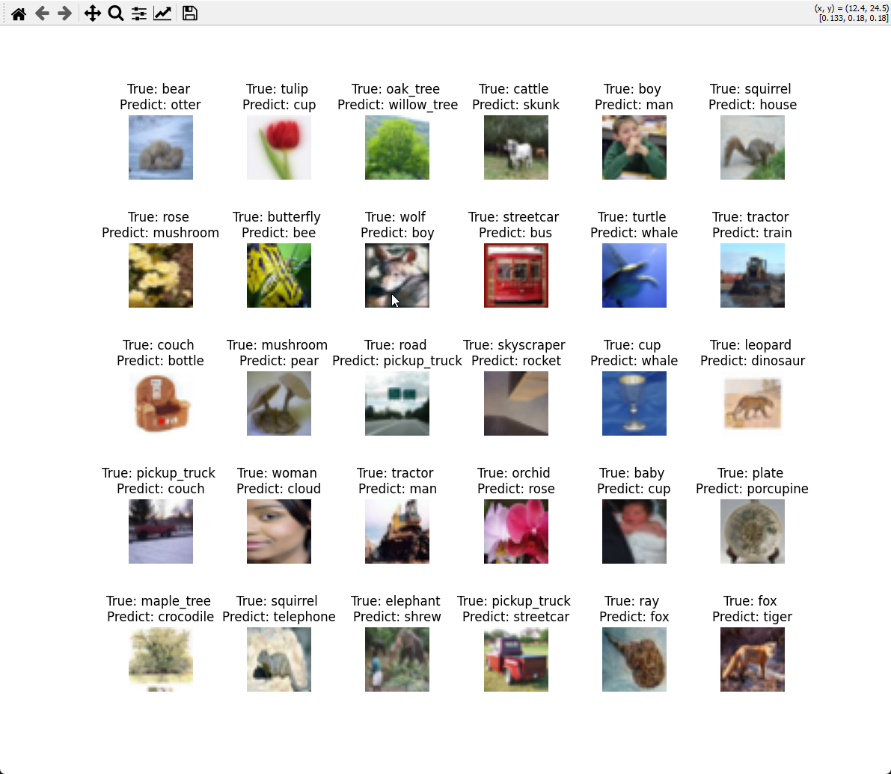 (x, y) = (12.4, 24.5)
[0.133, 0.18, 0.18]
True: bear
Predict: otter
True: tulip
Predict: cup
True: oak_tree
Predict: willow_tree
True: cattle
Predict: skunk
True: boy
Predict: man
True: squirrel
Predict: house
True: rose
Predict: mushroom
True: butterfly
Predict: bee
True: wolf
Predict: boy
True: streetcar
Predict: bus
True: turtle
Predict: whale
True: tractor
Predict: train
True: couch
Predict: bottle
True: mushroom
Predict: pear
True: road
Predict: pickup_truck
True: skyscraper
Predict: rocket
True: cup
Predict: whale
True: leopard
Predict: dinosaur
True: pickup_truck
Predict: couch
True: woman
Predict: cloud
True: tractor
Predict: man
True: orchid
Predict: rose
True: baby
Predict: cup
True: plate
Predict: porcupine
True: maple_tree
Predict: crocodile
True: squirrel
Predict: telephone
True: elephant
Predict: shrew
True: pickup_truck
Predict: streetcar
True: ray
Predict: fox
True: fox
Predict: tiger